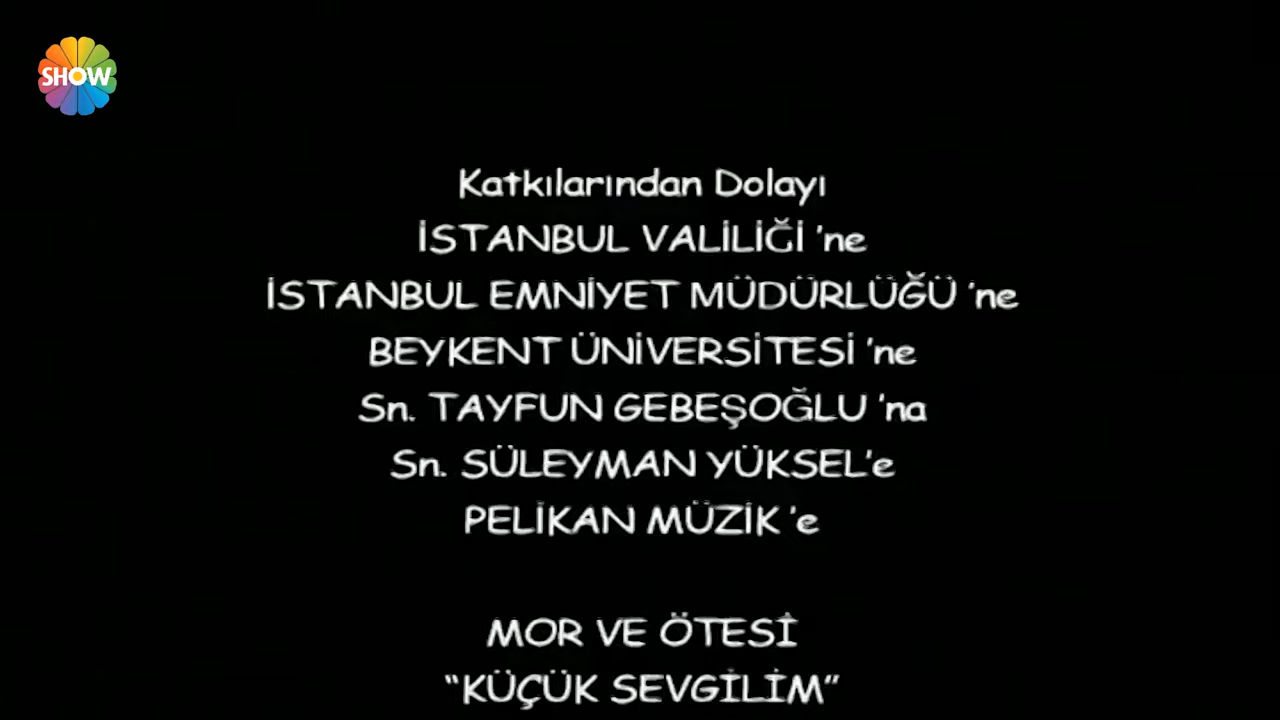 SHOW
Katkılarından Dolayı
İSTANBUL VALİLİĞİ 'ne
İSTANBUL EMNİYET MÜDÜRLÜĞÜ 'ne
BEYKENT ÜNİVERSİTESİ 'ne
Sn. TAYFUN GEBEŞOĞLU 'na
Sn. SÜLEYMAN YÜKSEL'e
PELİKAN MÜZİK 'e
MOR VE ÖTESİ
“KÜÇÜK SEVGİLİM”